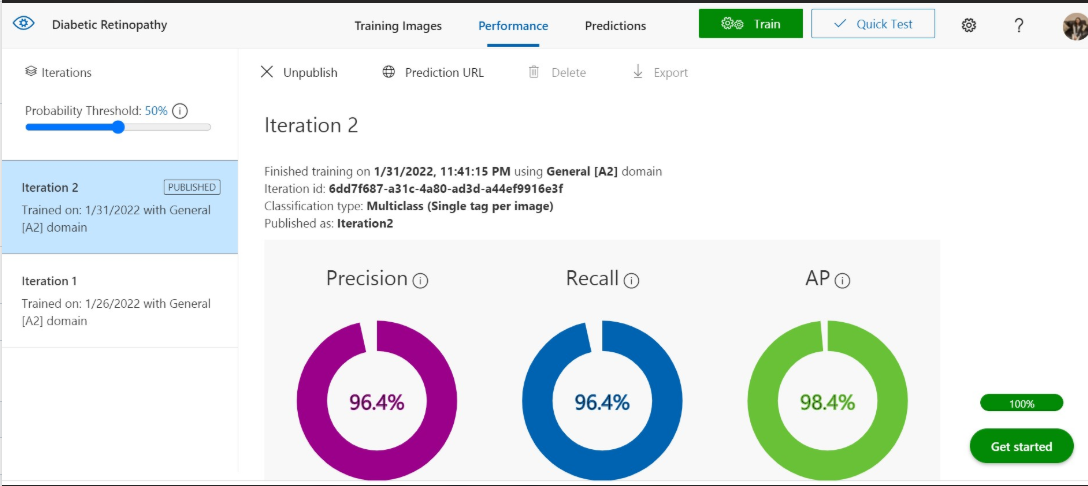 Diabetic Retinopathy
Training Images
Performance
Predictions
Train
Quick Test
?
Iterations
Probability Threshold: 50%
Iteration 2
PUBLISHED
Trained on: 1/31/2022 with General
[A2] domain
Iteration 1
Trained on: 1/26/2022 with General
[A2] domain
Unpublish
Prediction URL
Delete
Export
Iteration 2
Finished training on 1/31/2022, 11:41:15 PM using General [A2] domain
Iteration id: 6dd7f687-a31c-4a80-ad3d-a44ef9916e3f
Classification type: Multiclass (Single tag per image)
Published as: Iteration2
Precision
Recall
AP
96.4%
96.4%
98.4%
100%
Get started